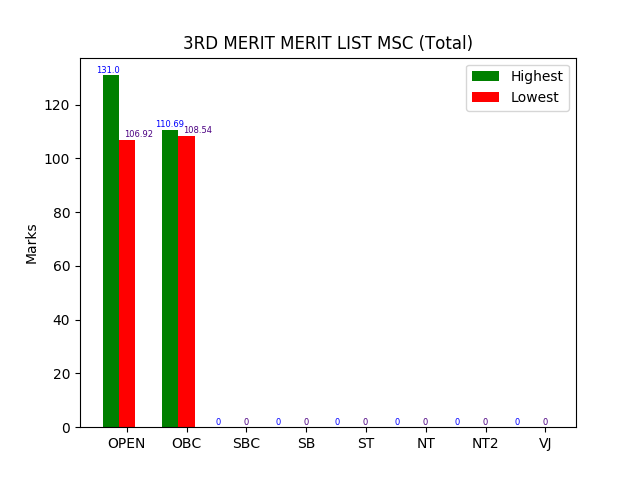 3RD MERIT MERIT LIST MSC (Total)
Highest
Lowest
Marks
120
100
80
60
40
20
0
131.0
106.92
110.69
108.54
0 0 0 0 0 0 0 0 0 0 0 0
OPEN OBC SBC SB ST NT NT2 VJ